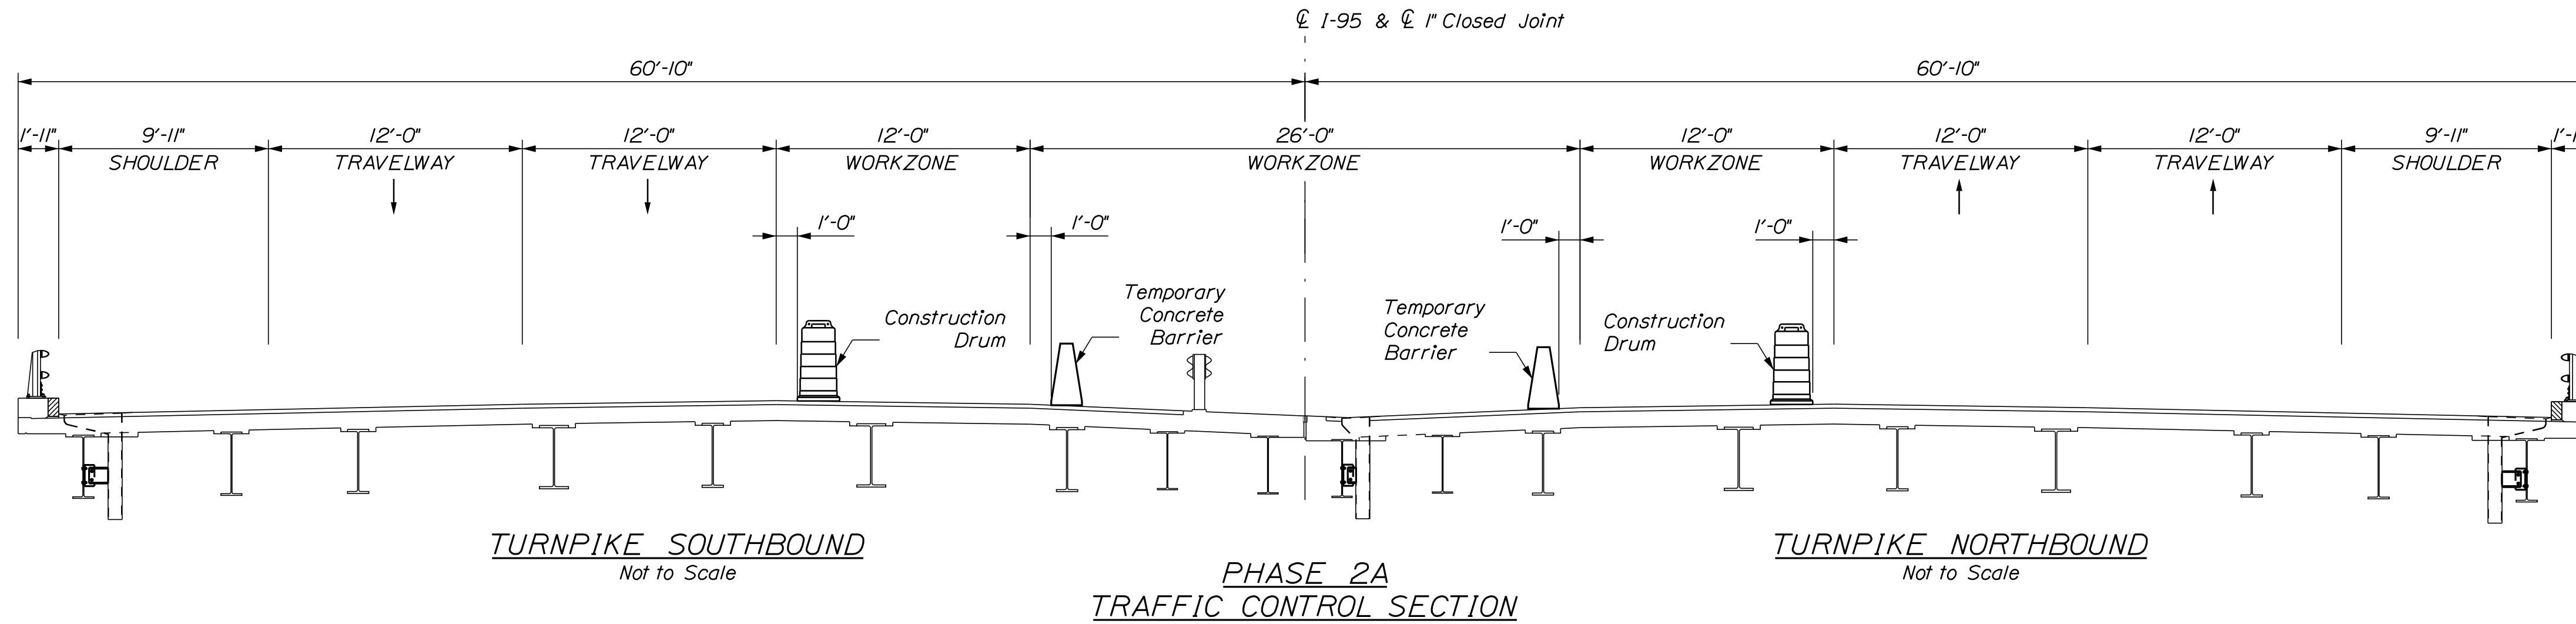 ℄ I-95 & ℄ 1" Closed Joint
60'-10" 60'-10"
1'-11" 9'-11" 12'-0" 12'-0" 12'-0" 26'-0" 12'-0" 12'-0" 12'-0" 9'-11" 1'-1
SHOULDER TRAVELWAY TRAVELWAY WORKZONE WORKZONE WORKZONE TRAVELWAY TRAVELWAY SHOULDER
1'-0" 1'-0" 1'-0" 1'-0"
Construction
Drum
Temporary
Concrete
Barrier
Temporary
Concrete
Barrier
Construction
Drum
TURNPIKE SOUTHBOUND
Not to Scale
TURNPIKE NORTHBOUND
Not to Scale
PHASE 2A
TRAFFIC CONTROL SECTION